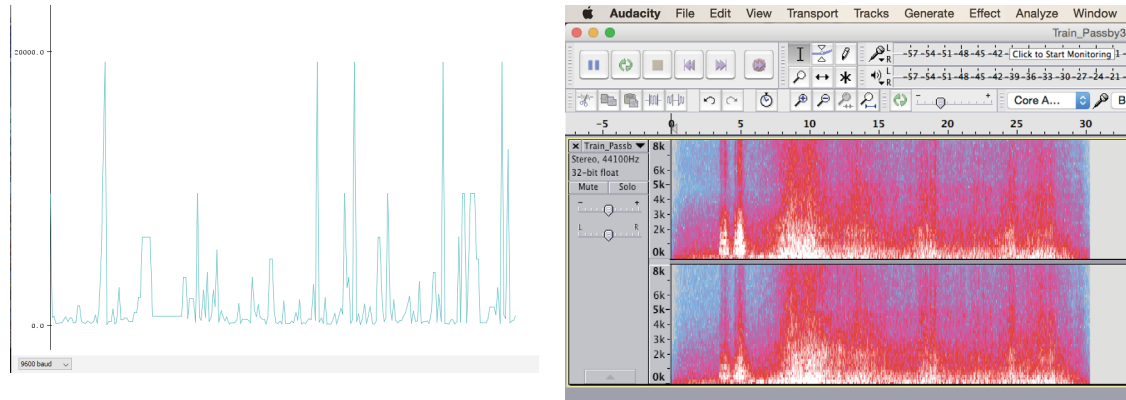 20000.0
0.0
9600 baud
Audacity File Edit View Transport Tracks Generate Effect Analyze Window
Train_Passby3
L R -57 -54 -51 -48 -45 -42 - Click to Start Monitoring 1 -
L R -57 -54 -51 -48 -45 -42 -39 -36 -33 -30 -27 -24 -21 -
Core A... B
-5 0 5 10 15 20 25 30
Train_Passb
Stereo, 44100Hz
32-bit float
Mute Solo
- +
L R
8k
6k
5k
4k
3k
2k
0k
8k
6k
5k
4k
3k
2k
0k